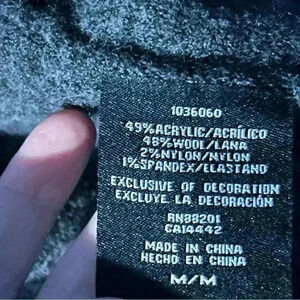 1036060
49%ACRYLIC/ACRÍLICO
48%WOOL/LANA
2%NYLON/NYLON
1%SPANDEX/ELASTANO
EXCLUSIVE OF DECORATION
EXCLUYE LA DECORACIÓN
RN88201
CA14442
MADE IN CHINA
HECHO EN CHINA
M/M